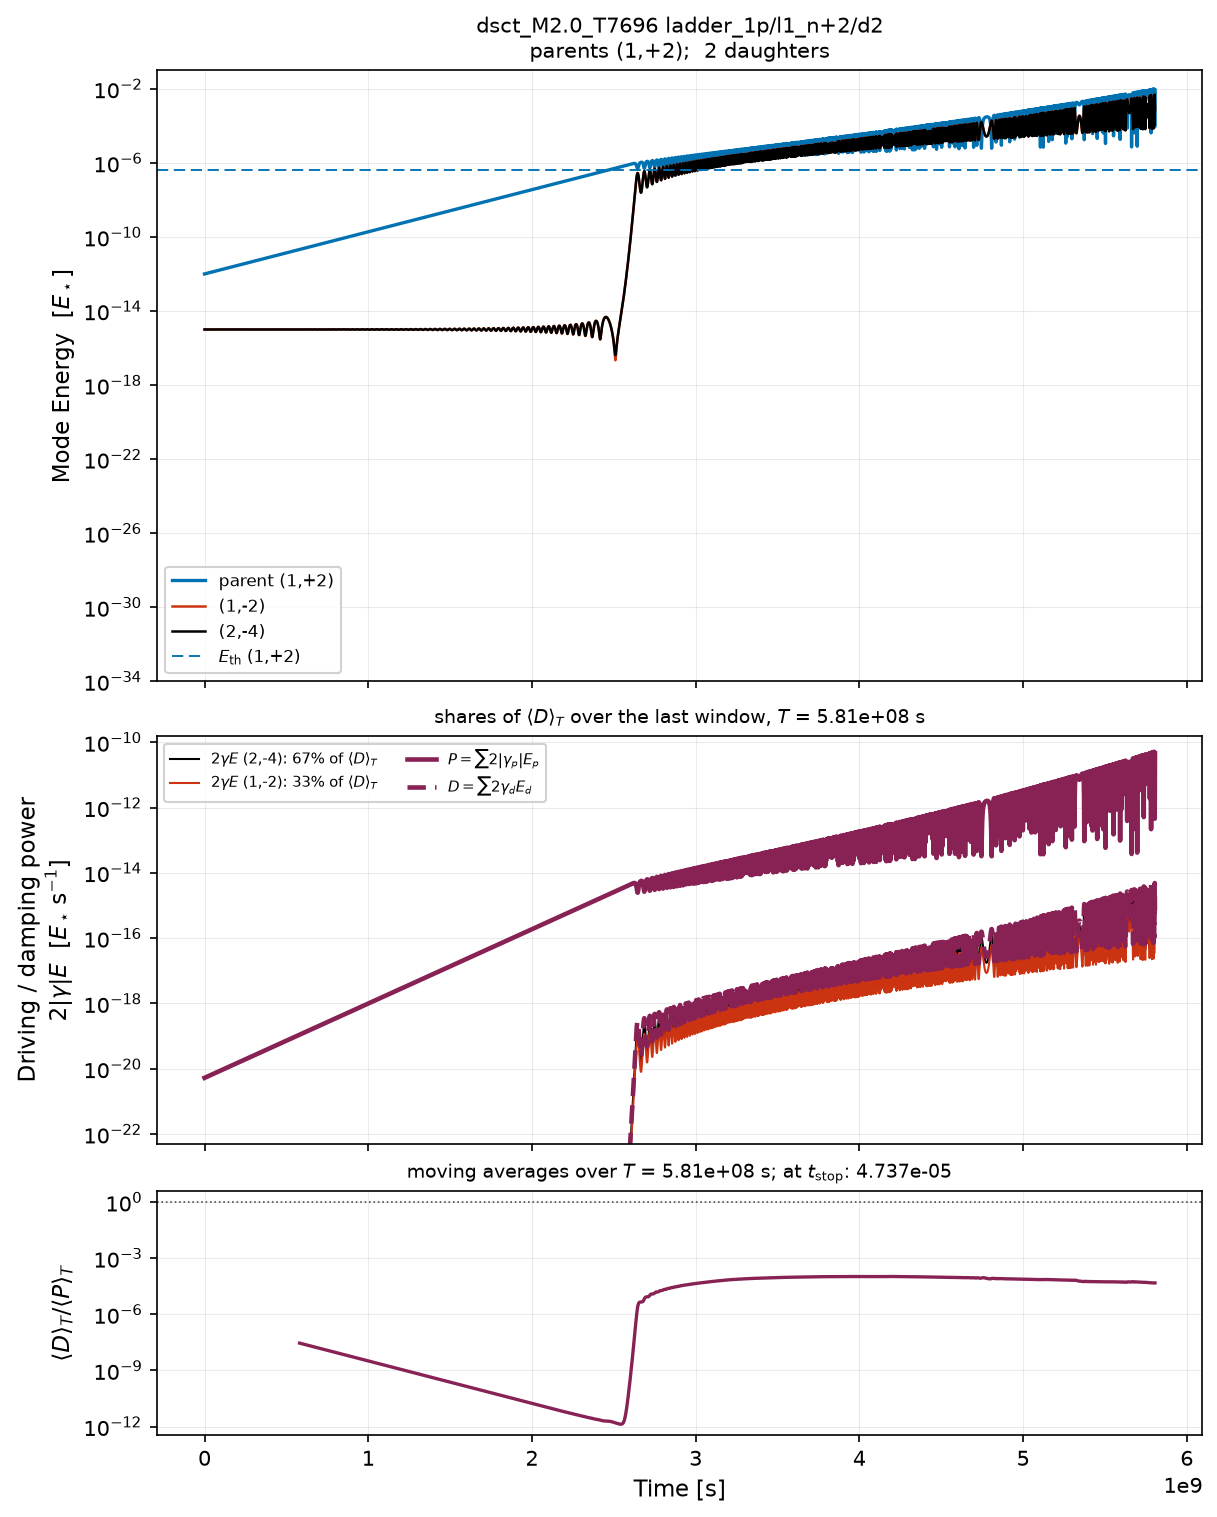 dsct_M2.0_T7696 ladder_1p/l1_n+2/d2
parents (1,+2);  2 daughters
Mode Energy  [E⋆]
10⁻²
10⁻⁶
10⁻¹⁰
10⁻¹⁴
10⁻¹⁸
10⁻²²
10⁻²⁶
10⁻³⁰
10⁻³⁴
parent (1,+2)
(1,-2)
(2,-4)
E_th (1,+2)
shares of ⟨D⟩_T over the last window, T = 5.81e+08 s
Driving / damping power
2|γ|E  [E⋆ s⁻¹]
10⁻¹⁰
10⁻¹²
10⁻¹⁴
10⁻¹⁶
10⁻¹⁸
10⁻²⁰
10⁻²²
2γE (2,-4): 67% of ⟨D⟩_T
2γE (1,-2): 33% of ⟨D⟩_T
P = ∑2|γ_p|E_p
D = ∑2γ_dE_d
moving averages over T = 5.81e+08 s; at t_stop: 4.737e-05
⟨D⟩_T/⟨P⟩_T
10⁰
10⁻³
10⁻⁶
10⁻⁹
10⁻¹²
0 1 2 3 4 5 6
1e9
Time [s]